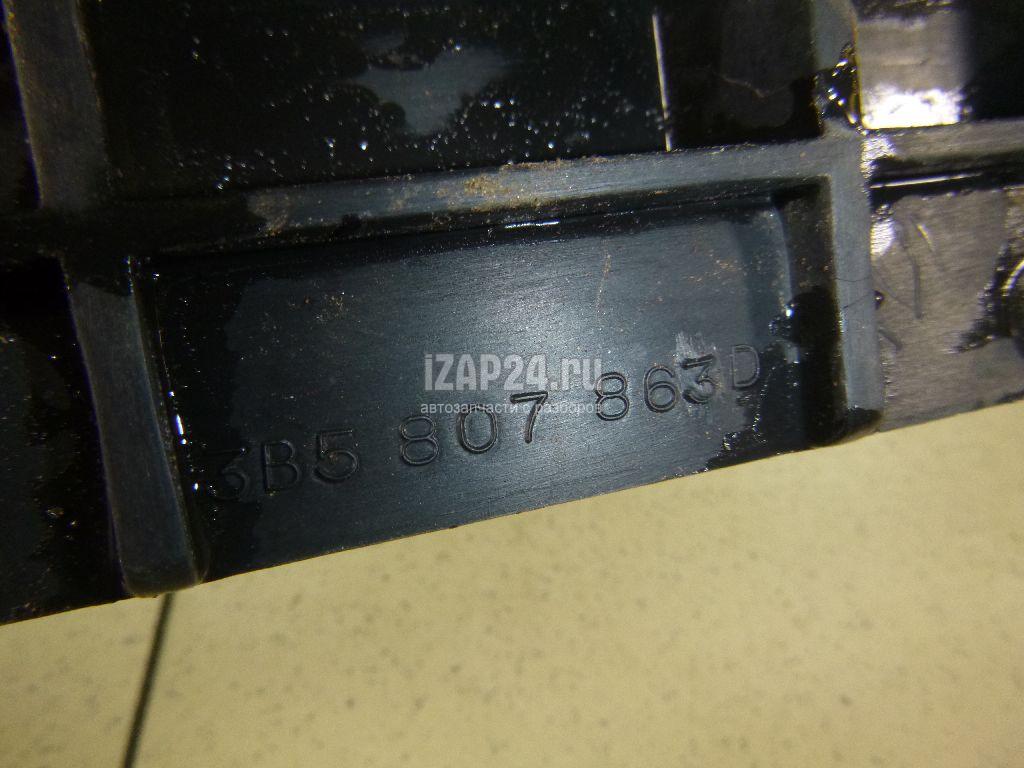 iZAP24.ru
автозапчасти с разборов
3B5 807 863D